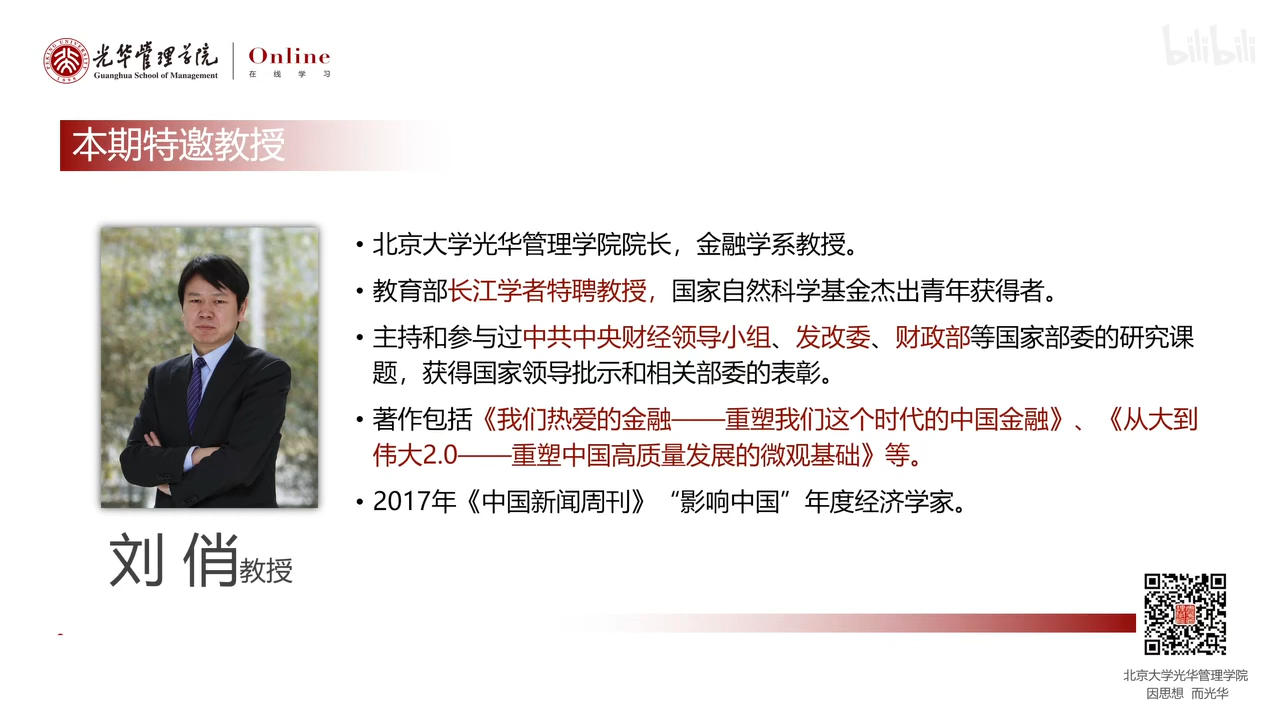 光华管理学院
Guanghua School of Management
Online
在线学习
bilibili
本期特邀教授
• 北京大学光华管理学院院长，金融学系教授。
• 教育部长江学者特聘教授，国家自然科学基金杰出青年获得者。
• 主持和参与过中共中央财经领导小组、发改委、财政部等国家部委的研究课
题，获得国家领导批示和相关部委的表彰。
• 著作包括《我们热爱的金融——重塑我们这个时代的中国金融》、《从大到
伟大2.0——重塑中国高质量发展的微观基础》等。
• 2017年《中国新闻周刊》“影响中国”年度经济学家。
刘 俏教授
北京大学光华管理学院
因思想 而光华